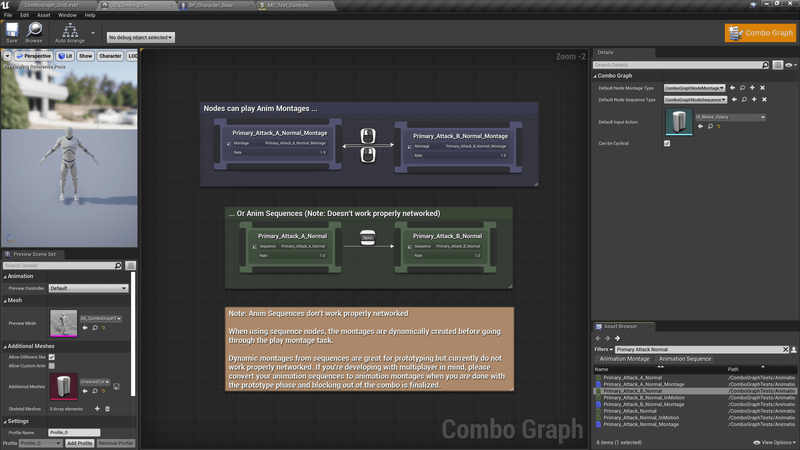 ComboGraph_GridLevel
BP_Character_Base
MC_Test_Controls
File Edit Asset Window Help
Save
Browse
Auto Arrange
No debug object selected
Combo Graph
Perspective
Lit
Show
Character
Previewing Reference Pose
Zoom -2
Nodes can play Anim Montages ...
Primary_Attack_A_Normal_Montage
Montage Primary_Attack_A_Normal_Montage
Rate 1.0
Primary_Attack_B_Normal_Montage
Montage Primary_Attack_B_Normal_Montage
Rate 1.0
... Or Anim Sequences (Note: Doesn't work properly networked)
Primary_Attack_A_Normal
Sequence Primary_Attack_A_Normal
Rate 1.0
Primary_Attack_B_Normal
Sequence Primary_Attack_B_Normal
Rate 1.0
Note: Anim Sequences don't work properly networked
When using sequence nodes, the montages are dynamically created before going
through the play montage task.
Dynamic montages from sequences are great for prototyping but currently do not
work properly networked. If you're developing with multiplayer in mind, please
convert your animation sequences to animation montages when you are done with
the prototype phase and blocking out of the combo is finalized.
Combo Graph
Preview Scene Set
Search Details
Animation
Preview Controller Default
Mesh
Preview Mesh
Additional Meshes
Allow Different Ske
Allow Custom Anim
Additional Meshes
Skeletal Meshes 0 Array elements
Settings
Profile Name Profile_0
Profile Profile_0 Add Profile Remove Profile
Details
Search Details
Combo Graph
Default Node Montage Type ComboGraphNodeMontage
Default Node Sequence Type ComboGraphNodeSequence
Default Input Action IA_Melee_Heavy
Can be Cyclical
Asset Browser
Filters Primary Attack Normal
Animation Montage Animation Sequence
Name Path
Primary_Attack_A_Normal /ComboGraphTests/Animatio
Primary_Attack_A_Normal_Montage /ComboGraphTests/Animatio
Primary_Attack_B_Normal /ComboGraphTests/Animatio
Primary_Attack_B_Normal_InMotion /ComboGraphTests/Animatio
Primary_Attack_B_Normal_Montage /ComboGraphTests/Animatio
Primary_Attack_Normal /ComboGraphTests/Animatio
Primary_Attack_Normal_InMotion /ComboGraphTests/Animatio
Primary_Attack_Normal_Montage /ComboGraphTests/Animatio
8 items (1 selected)
View Options